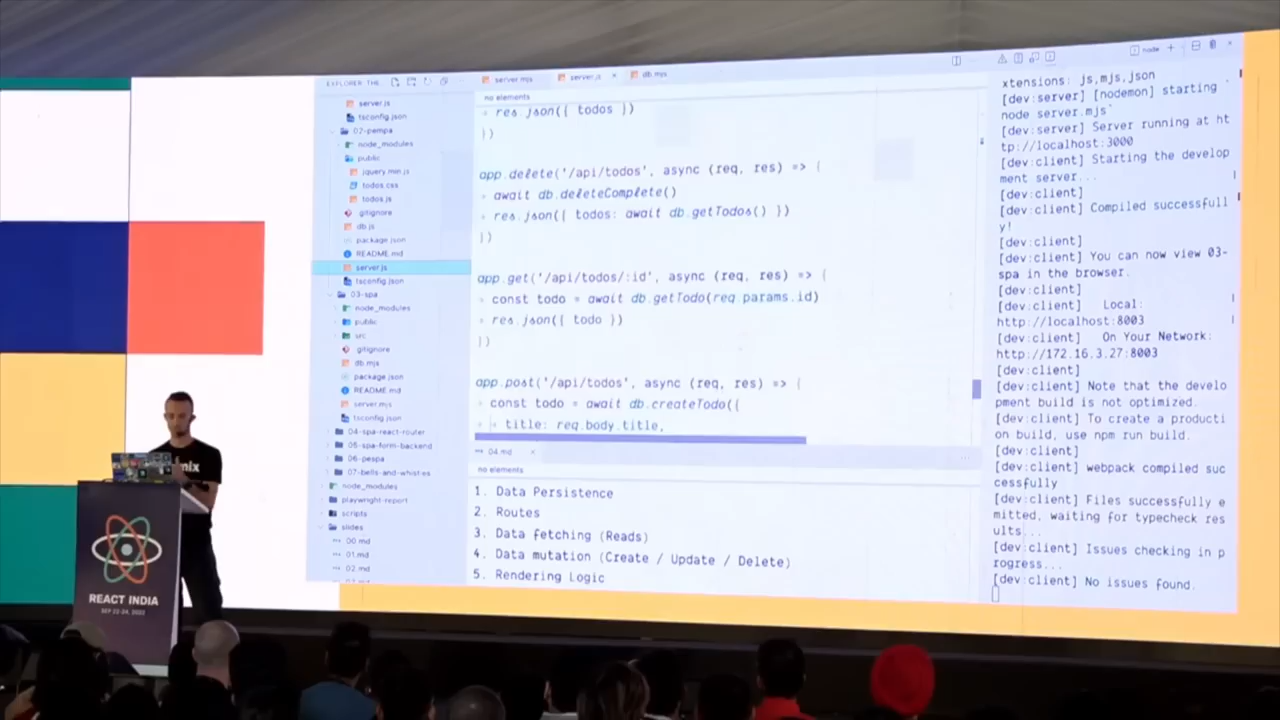 EXPLORER THE
server.js
tsconfig.json
02-pempa
node_modules
public
jquery.min.js
todos.css
todos.js
.gitignore
db.js
package.json
README.md
server.js
tsconfig.json
03-spa
node_modules
public
src
.gitignore
db.mjs
package.json
README.md
server.mjs
tsconfig.json
04-spa-react-router
05-spa-form-backend
06-pespa
07-bells-and-whistles
node_modules
playwright-report
scripts
slides
00.md
01.md
02.md
server.mjs
server.js
db.mjs
no elements
res.json({ todos })
})
app.delete('/api/todos', async (req, res) => {
await db.deleteComplete()
res.json({ todos: await db.getTodos() })
})
app.get('/api/todos/:id', async (req, res) => {
const todo = await db.getTodo(req.params.id)
res.json({ todo })
})
app.post('/api/todos', async (req, res) => {
const todo = await db.createTodo({
title: req.body.title,
04.md
no elements
1. Data Persistence
2. Routes
3. Data fetching (Reads)
4. Data mutation (Create / Update / Delete)
5. Rendering Logic
node
xtensions: js,mjs,json
[dev:server] [nodemon] starting `
node server.mjs`
[dev:server] Server running at ht
tp://localhost:3000
[dev:client] Starting the develop
ment server...
[dev:client]
[dev:client] Compiled successfull
y!
[dev:client]
[dev:client] You can now view 03-
spa in the browser.
[dev:client]
[dev:client] Local:
http://localhost:8003
[dev:client] On Your Network:
http://172.16.3.27:8003
[dev:client]
[dev:client] Note that the develo
pment build is not optimized.
[dev:client] To create a producti
on build, use npm run build.
[dev:client]
[dev:client] webpack compiled suc
cessfully
[dev:client] Files successfully e
mitted, waiting for typecheck res
ults...
[dev:client] Issues checking in p
rogress...
[dev:client] No issues found.
mix
REACT INDIA
SEP 22-24, 2022